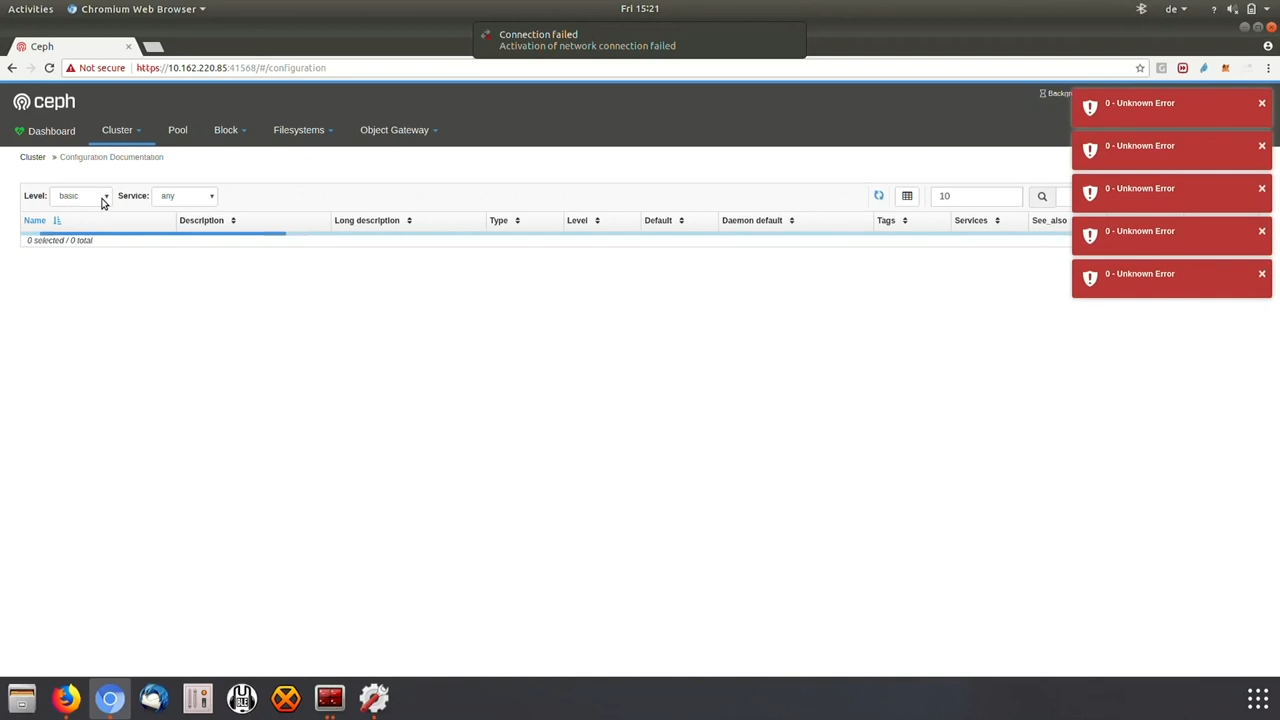 Activities
Chromium Web Browser
Fri 15:21
de
?
Connection failed
Activation of network connection failed
Ceph
Not secure
https://10.162.220.85:41568/#/configuration
ceph
Dashboard
Cluster
Pool
Block
Filesystems
Object Gateway
0 - Unknown Error
0 - Unknown Error
0 - Unknown Error
0 - Unknown Error
0 - Unknown Error
Cluster » Configuration Documentation
Level: basic Service: any
10
Name Description Long description Type Level Default Daemon default Tags Services See_also
0 selected / 0 total